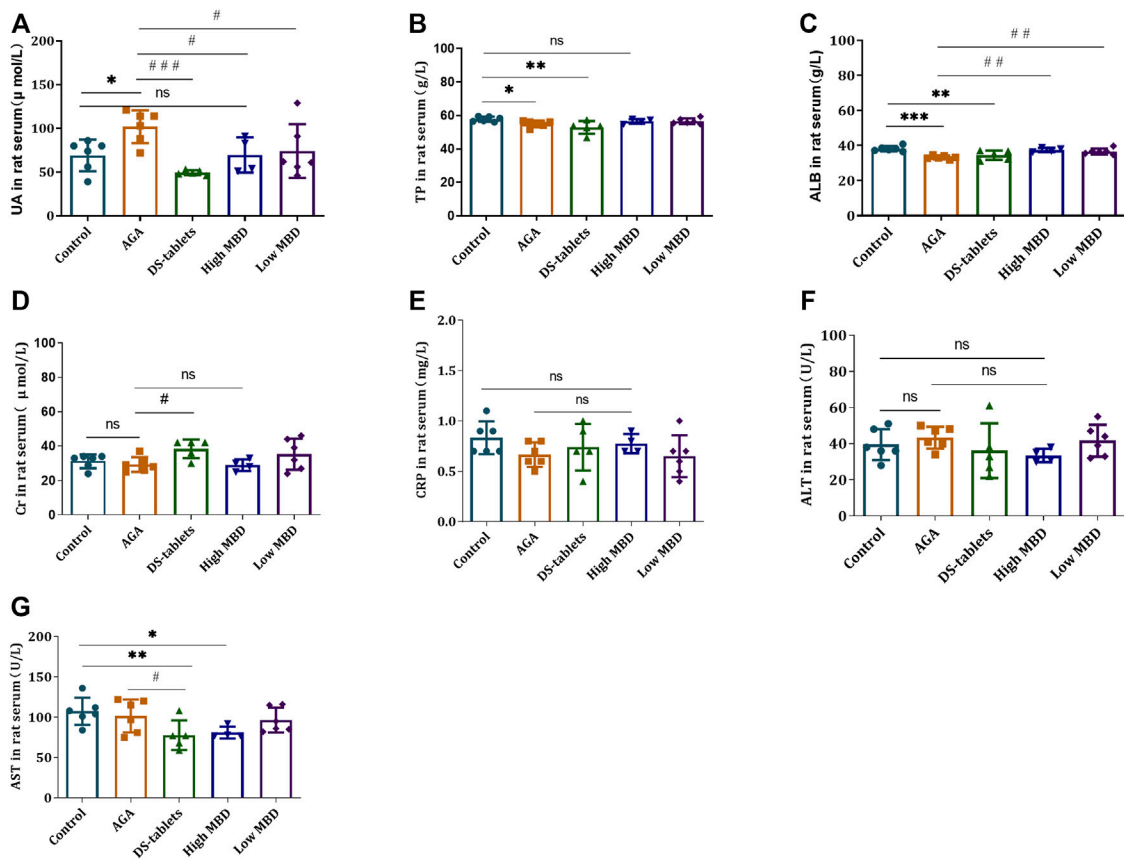 A
UA in rat serum (μ mol/L)
200
150
100
50
0
#
#
# # #
*
ns
Control
AGA
DS-tablets
High MBD
Low MBD
B
TP in rat serum (g/L)
100
80
60
40
20
0
ns
**
*
Control
AGA
DS-tablets
High MBD
Low MBD
C
ALB in rat serum (g/L)
100
80
60
40
20
0
# #
# #
**
***
Control
AGA
DS-tablets
High MBD
Low MBD
D
Cr in rat serum ( μ mol/L)
100
80
60
40
20
0
ns
#
ns
Control
AGA
DS-tablets
High MBD
Low MBD
E
CRP in rat serum (mg/L)
2.0
1.5
1.0
0.5
0.0
ns
ns
Control
AGA
DS-tablets
High MBD
Low MBD
F
ALT in rat serum (U/L)
100
80
60
40
20
0
ns
ns
ns
Control
AGA
DS-tablets
High MBD
Low MBD
G
AST in rat serum (U/L)
200
150
100
50
0
*
**
#
Control
AGA
DS-tablets
High MBD
Low MBD